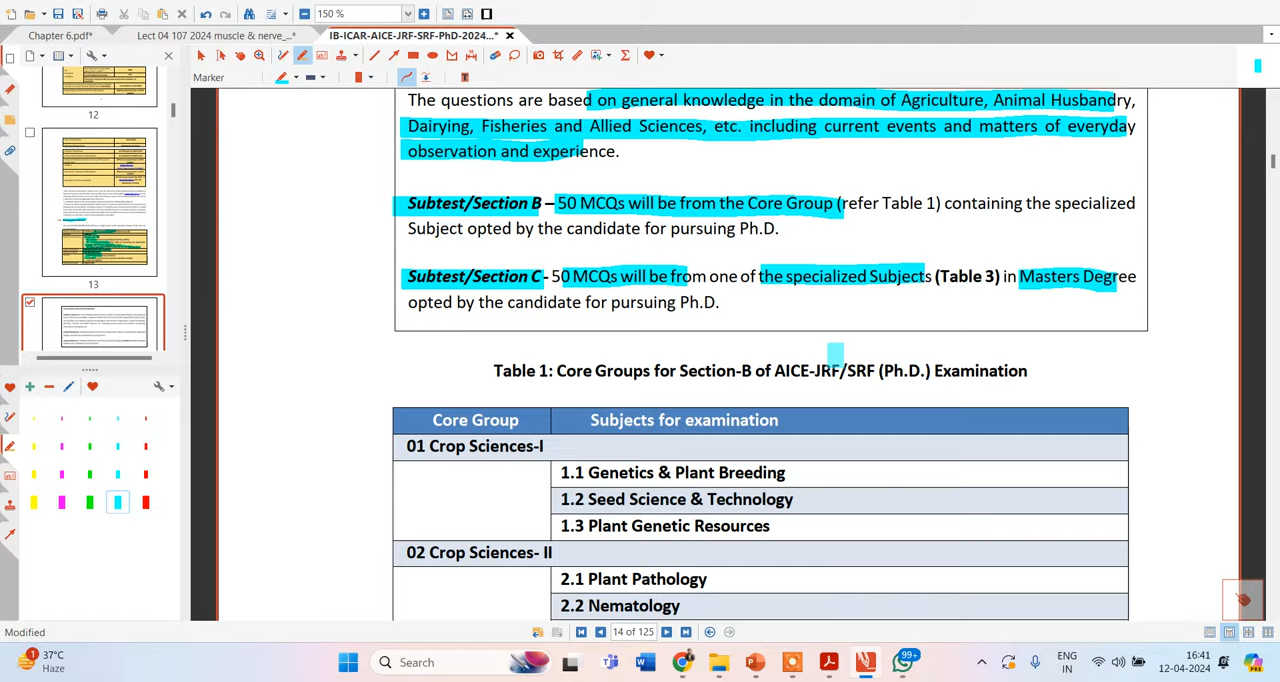 150 %
Chapter 6.pdf*
Lect 04 107 2024 muscle & nerve_...*
IB-ICAR-AICE-JRF-SRF-PhD-2024...*
Marker
12
13
The questions are based on general knowledge in the domain of Agriculture, Animal Husbandry,
Dairying, Fisheries and Allied Sciences, etc. including current events and matters of everyday
observation and experience.
Subtest/Section B – 50 MCQs will be from the Core Group (refer Table 1) containing the specialized
Subject opted by the candidate for pursuing Ph.D.
Subtest/Section C - 50 MCQs will be from one of the specialized Subjects (Table 3) in Masters Degree
opted by the candidate for pursuing Ph.D.
Table 1: Core Groups for Section-B of AICE-JRF/SRF (Ph.D.) Examination
Core Group Subjects for examination
01 Crop Sciences-I
1.1 Genetics & Plant Breeding
1.2 Seed Science & Technology
1.3 Plant Genetic Resources
02 Crop Sciences- II
2.1 Plant Pathology
2.2 Nematology
Modified
14 of 125
1
37°C
Haze
Search
99+
ENG
IN
16:41
12-04-2024
PRE